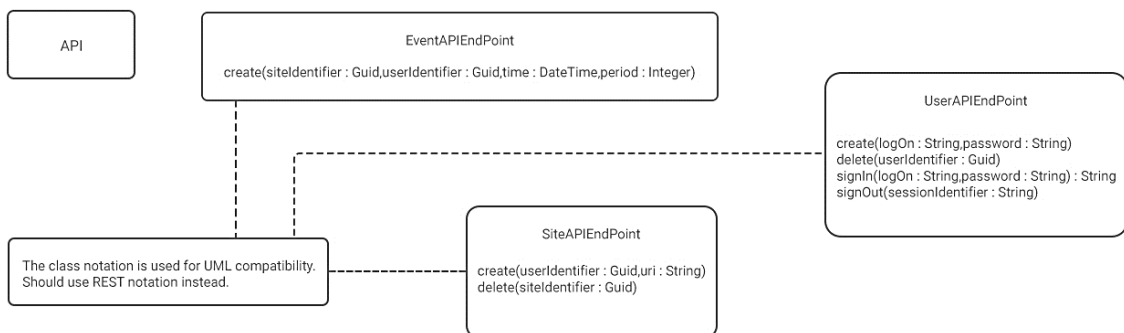 API
EventAPIEndPoint
create(siteIdentifier : Guid,userIdentifier : Guid,time : DateTime,period : Integer)
UserAPIEndPoint
create(logOn : String,password : String)
delete(userIdentifier : Guid)
signIn(logOn : String,password : String) : String
signOut(sessionIdentifier : String)
SiteAPIEndPoint
create(userIdentifier : Guid,uri : String)
delete(siteIdentifier : Guid)
The class notation is used for UML compatibility.
Should use REST notation instead.